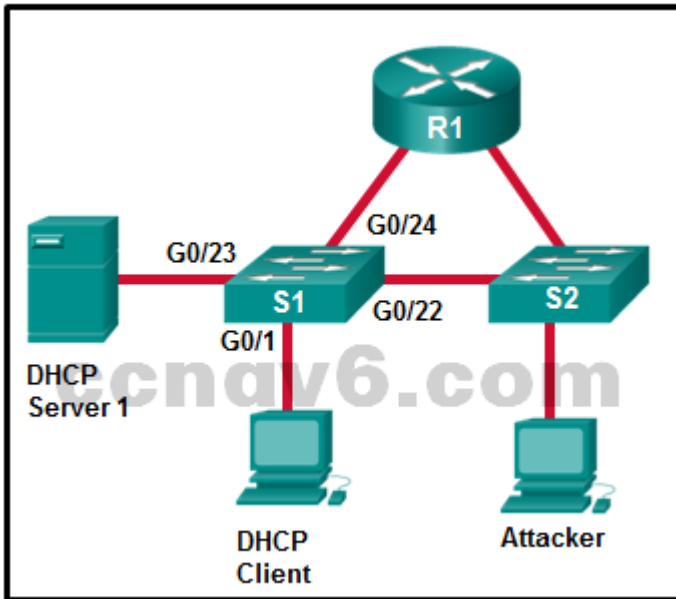 R1
G0/24
G0/23
S1
S2
G0/22
G0/1
ccnav6.com
DHCP
Server 1
DHCP
Client
Attacker